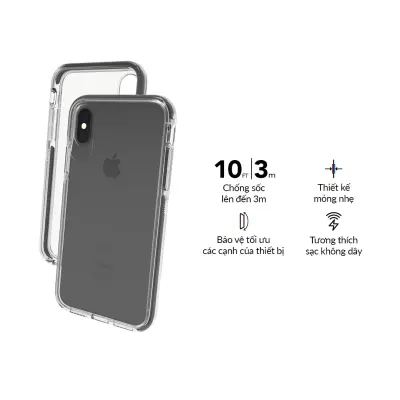 10 FT | 3 m
Chống sốc
lên đến 3m
Thiết kế
mỏng nhẹ
Bảo vệ tối ưu
các cạnh của thiết bị
Tương thích
sạc không dây